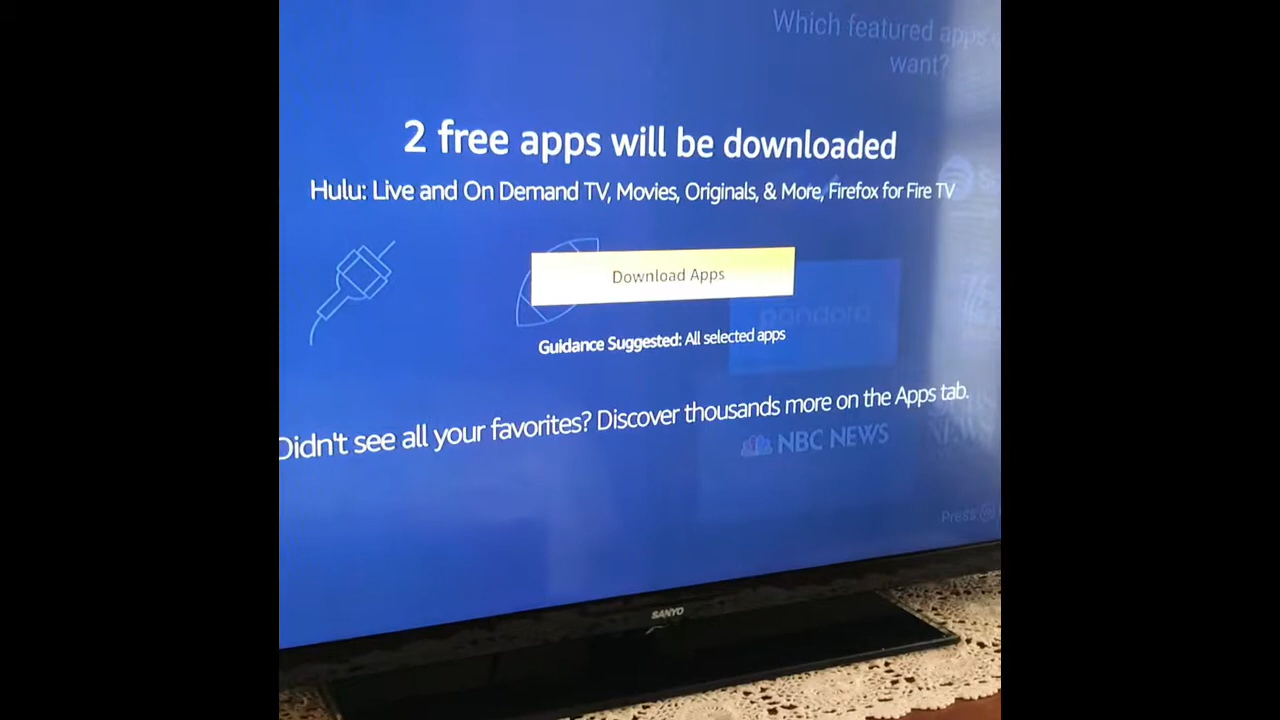 Which featured apps
want?
2 free apps will be downloaded
Hulu: Live and On Demand TV, Movies, Originals, & More, Firefox for Fire TV
Download Apps
pandora
Guidance Suggested: All selected apps
Didn't see all your favorites? Discover thousands more on the Apps tab.
NBC NEWS
Press
SANYO